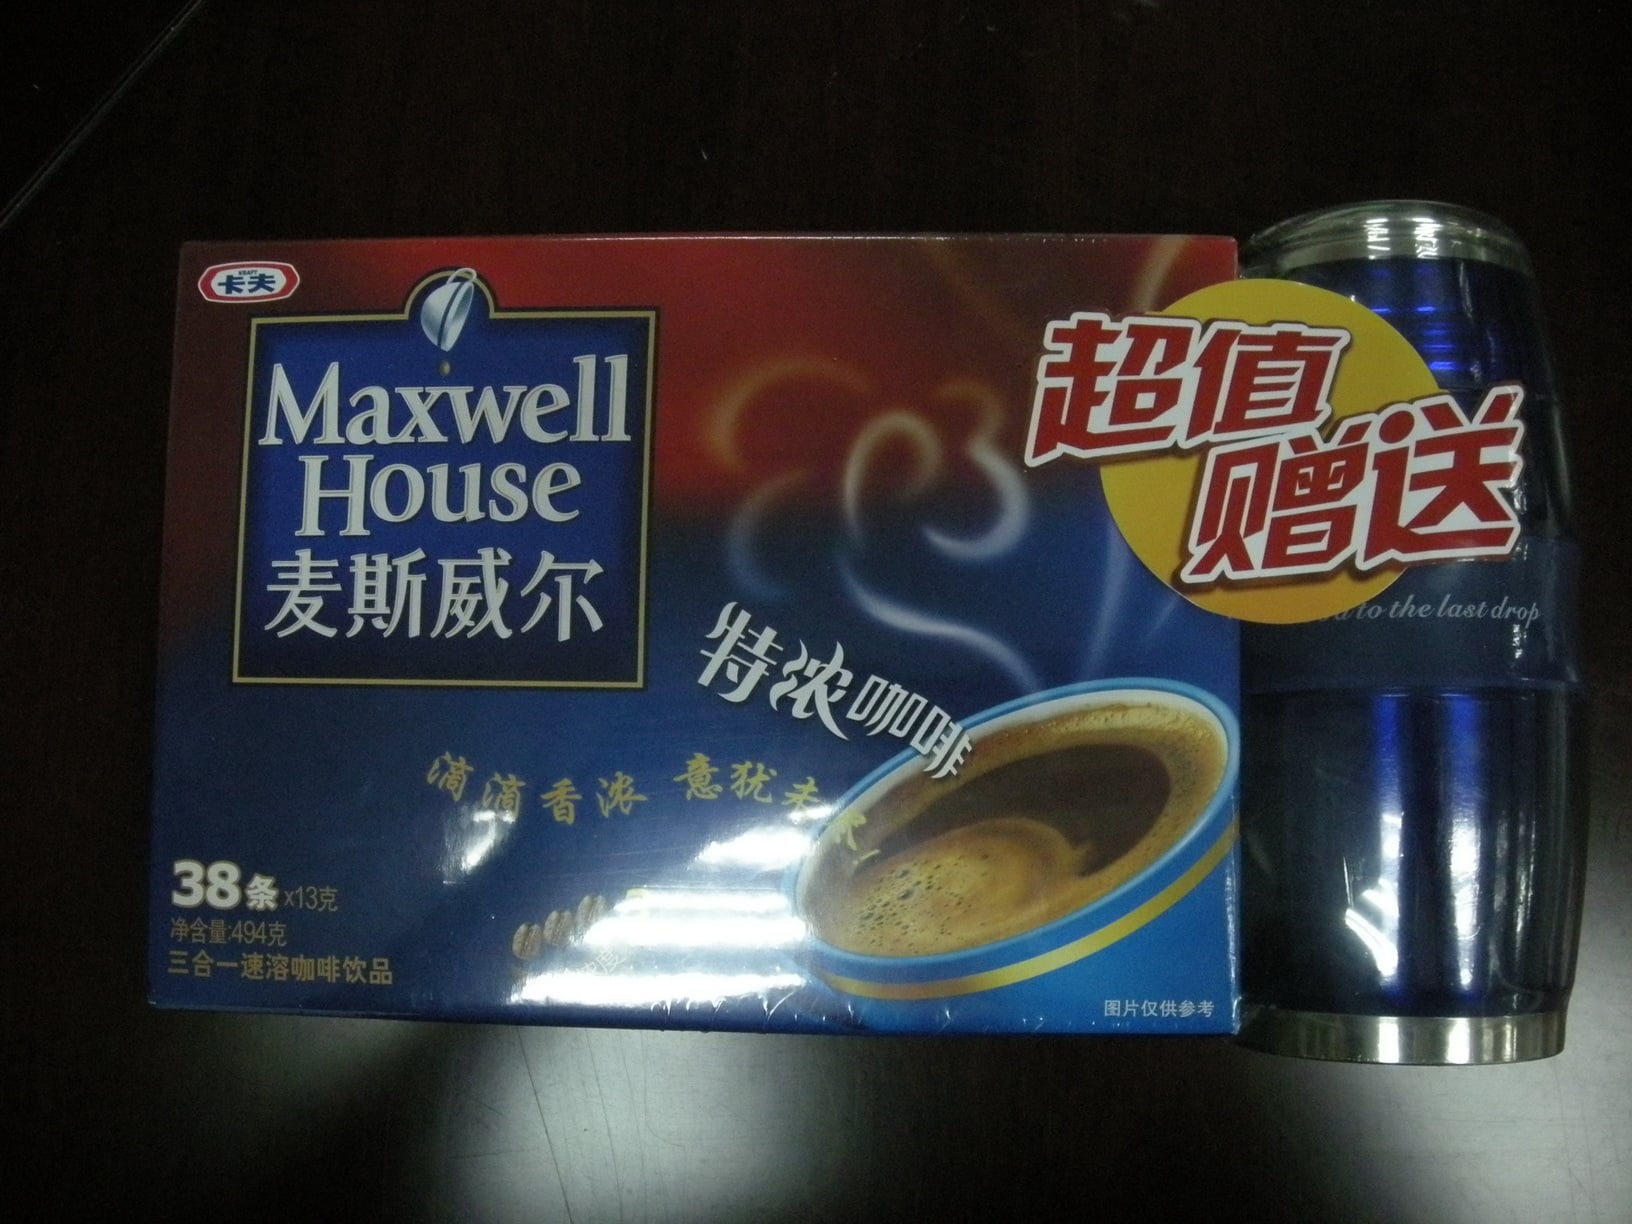 KRAFT
卡夫
Maxwell
House
麦斯威尔
特浓咖啡
滴滴香浓 意犹未尽
38条 x13克
净含量:494克
三合一速溶咖啡饮品
图片仅供参考
超值
赠送
to the last drop